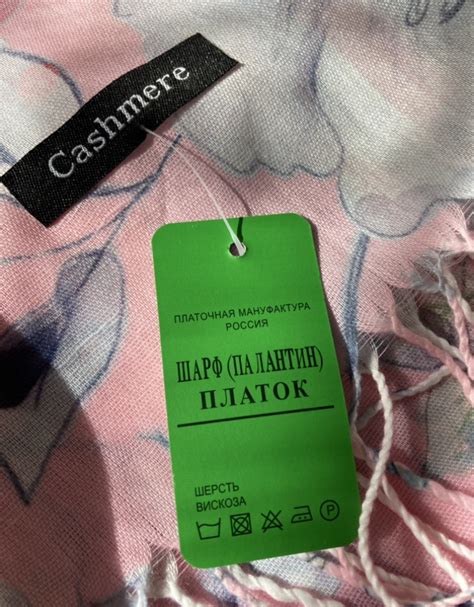 Cashmere
ПЛАТОЧНАЯ МАНУФАКТУРА
РОССИЯ
ШАРФ (ПАЛАНТИН)
ПЛАТОК
ШЕРСТЬ
ВИСКОЗА
P